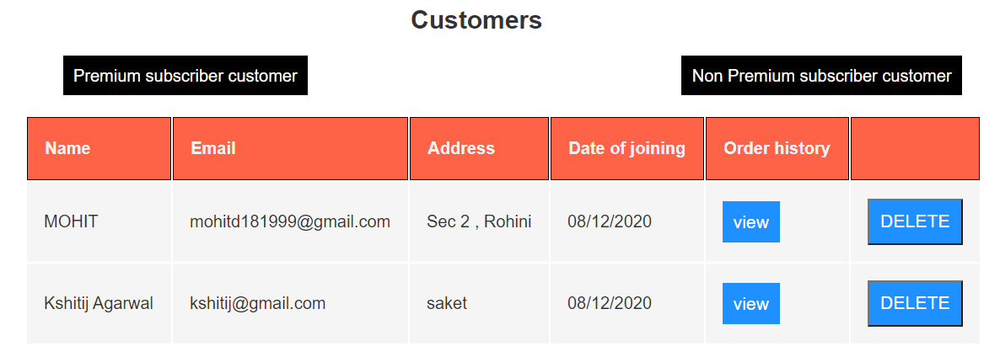 Customers
Premium subscriber customer Non Premium subscriber customer
Name Email Address Date of joining Order history
MOHIT mohitd181999@gmail.com Sec 2 , Rohini 08/12/2020 view DELETE
Kshitij Agarwal kshitij@gmail.com saket 08/12/2020 view DELETE